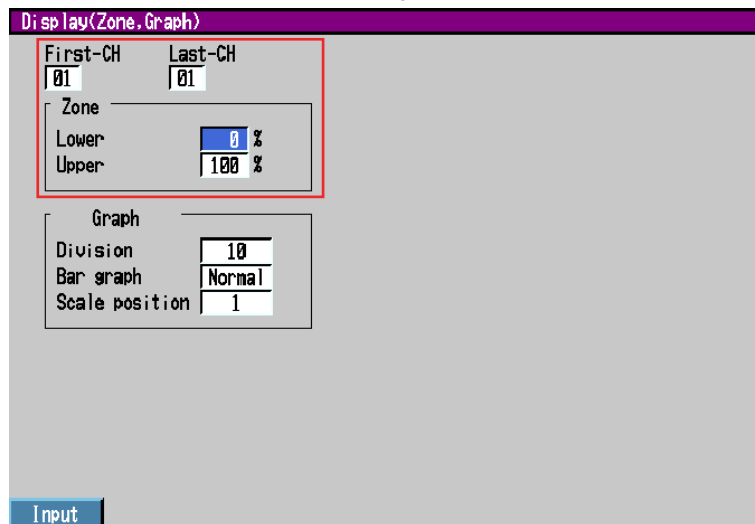 Display(Zone,Graph)
First-CH Last-CH
01 01
Zone
Lower 0 %
Upper 100 %
Graph
Division 10
Bar graph Normal
Scale position 1
Input